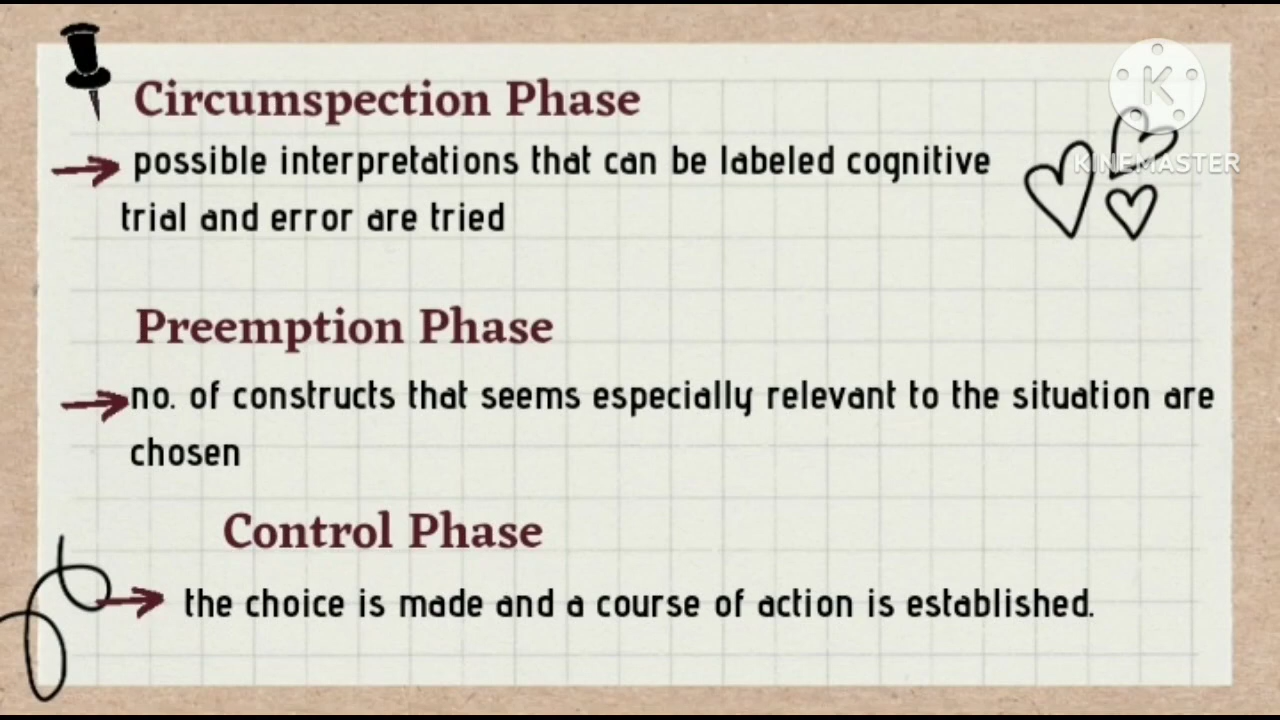 Circumspection Phase
possible interpretations that can be labeled cognitive
trial and error are tried
K
KINEMASTER
Preemption Phase
no. of constructs that seems especially relevant to the situation are
chosen
Control Phase
the choice is made and a course of action is established.